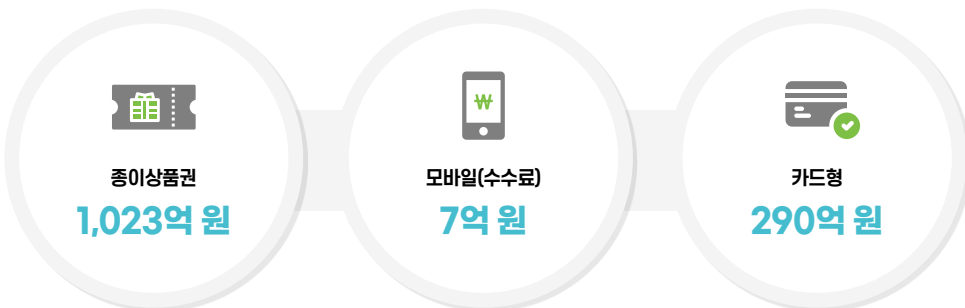 ₩
종이상품권
1,023억 원
모바일(수수료)
7억 원
카드형
290억 원